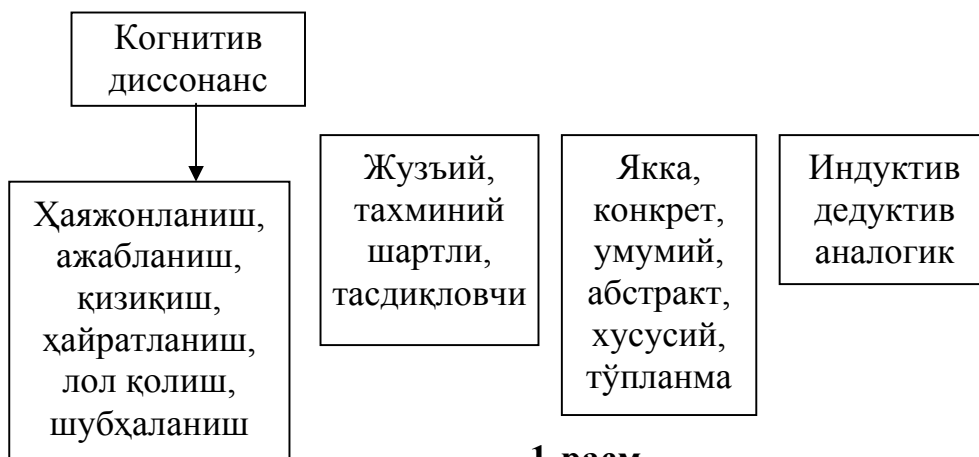 Когнитив
диссонанс
Ҳаяжонланиш,
ажабланиш,
қизиқиш,
ҳайратланиш,
лол қолиш,
шубҳаланиш
Жузъий,
тахминий
шартли,
тасдиқловчи
Якка,
конкрет,
умумий,
абстракт,
хусусий,
тўпланма
Индуктив
дедуктив
аналогик